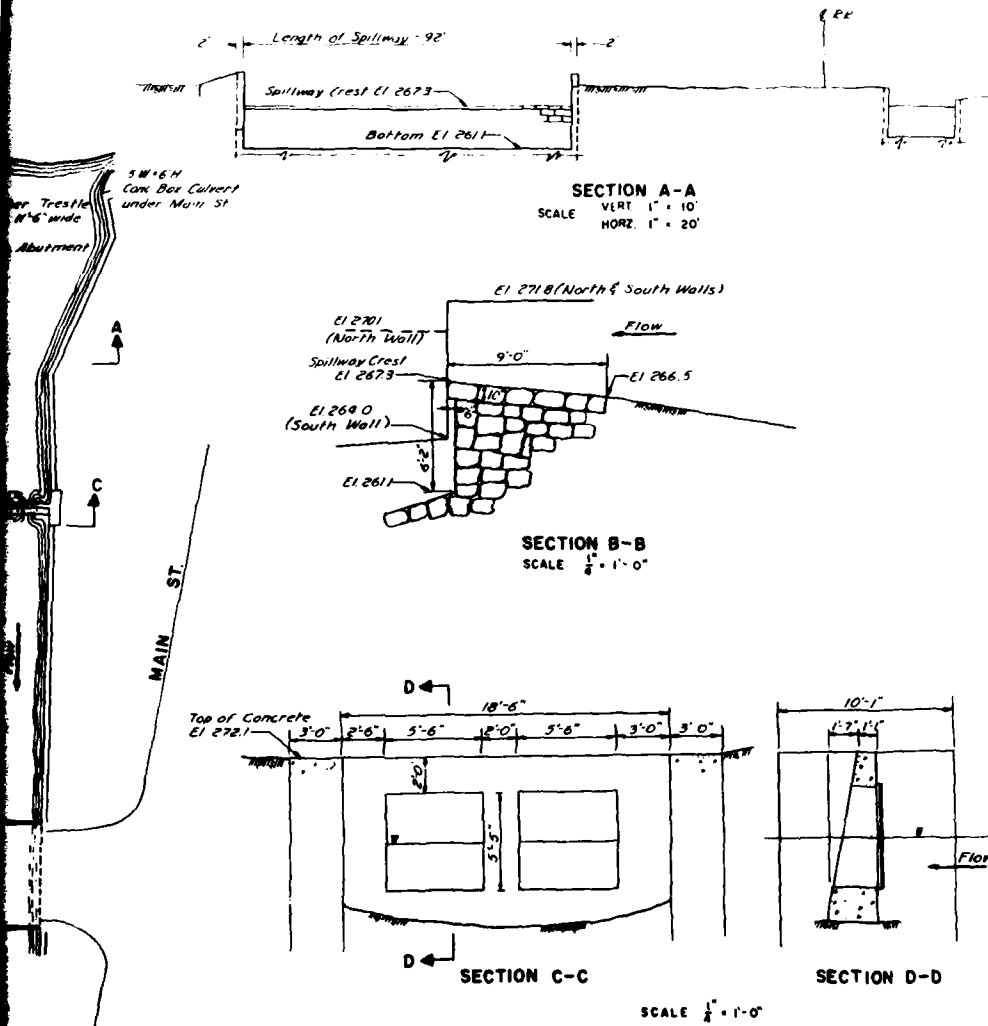 2'
Length of Spillway - 92'
2'
Spillway Crest El 267.3
Bottom El 261.1
SECTION A-A
SCALE VERT 1" = 10'
HORZ. 1" = 20'
5'W x 6'H
Conc Box Culvert
under Main St
Trestle
wide
Abutment
A
C
MAIN ST.
El 271.8 (North & South Walls)
El 270.1
(North Wall)
Flow
9'-0"
Spillway Crest
El 267.3
El 266.5
10"
6"
El 264.0
(South Wall)
6'-2"
El 261.1
SECTION B-B
SCALE 1/4" = 1'-0"
D
18'-6"
Top of Concrete
El 272.1
3'-0" 2'-6" 5'-6" 2'-0" 5'-6" 3'-0" 3'0"
2'-0"
5'-5"
D
SECTION C-C
10'-1"
1'-7" 1'-1"
Flow
SECTION D-D
SCALE 1/4" = 1'-0"